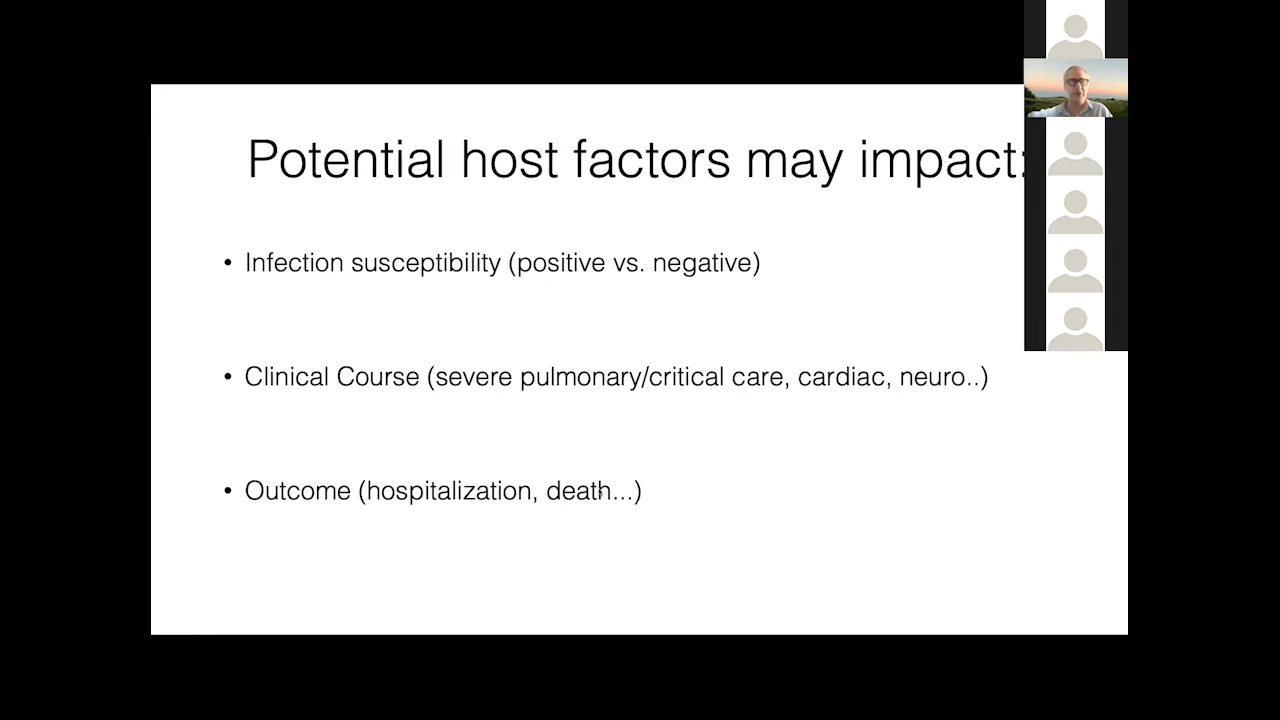 Potential host factors may impact:
• Infection susceptibility (positive vs. negative)
• Clinical Course (severe pulmonary/critical care, cardiac, neuro..)
• Outcome (hospitalization, death...)